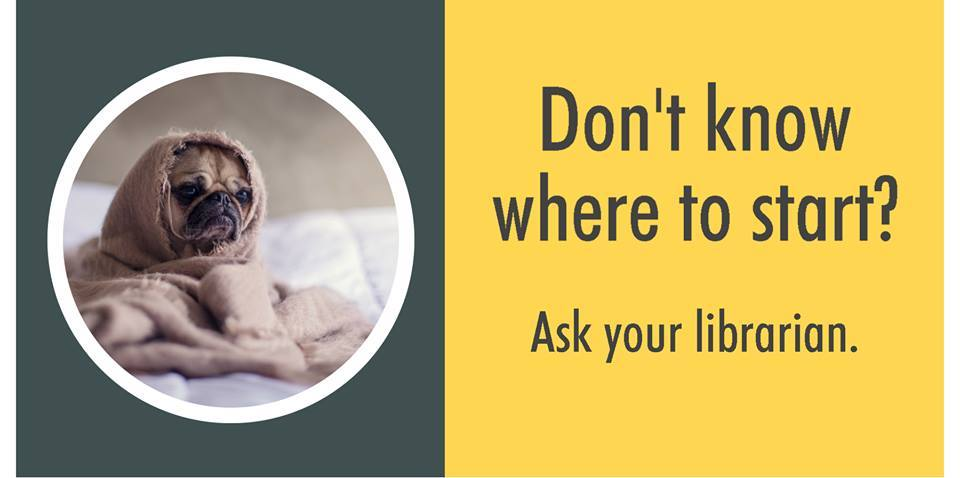 Don't know
where to start?
Ask your librarian.